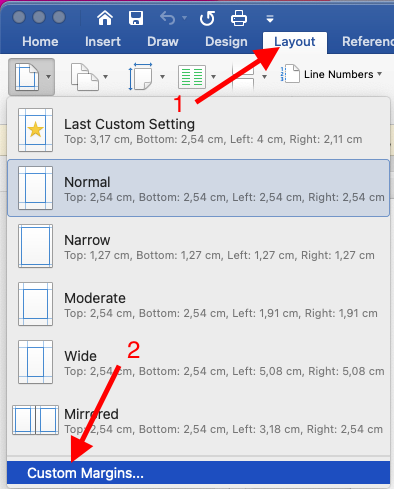 Home Insert Draw Design Layout Reference
1
Line Numbers
Last Custom Setting
Top: 3,17 cm, Bottom: 2,54 cm, Left: 4 cm, Right: 2,11 cm
Normal
Top: 2,54 cm, Bottom: 2,54 cm, Left: 2,54 cm, Right: 2,54 cm
Narrow
Top: 1,27 cm, Bottom: 1,27 cm, Left: 1,27 cm, Right: 1,27 cm
Moderate
Top: 2,54 cm, Bottom: 2,54 cm, Left: 1,91 cm, Right: 1,91 cm
Wide
Top: 2,54 cm, Bottom: 2,54 cm, Left: 5,08 cm, Right: 5,08 cm
2
Mirrored
Top: 2,54 cm, Bottom: 2,54 cm, Left: 3,18 cm, Right: 2,54 cm
Custom Margins...